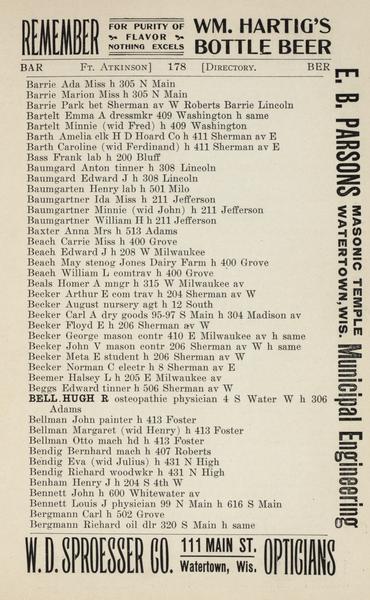 REMEMBER FOR PURITY OF FLAVOR NOTHING EXCELS WM. HARTIG'S BOTTLE BEER
BAR Ft. Atkinson] 178 [Directory. BER
Barrie Ada Miss h 305 N Main
Barrie Marion Miss h 305 N Main
Barrie Park bet Sherman av W Roberts Barrie Lincoln
Bartelt Emma A dressmkr 409 Washington h same
Bartelt Minnie (wid Fred) h 409 Washington
Barth Amelia clk H D Hoard Co h 411 Sherman av E
Barth Caroline (wid Ferdinand) h 411 Sherman av E
Bass Frank lab h 200 Bluff
Baumgard Anton tinner h 308 Lincoln
Baumgard Edward J h 308 Lincoln
Baumgarten Henry lab h 501 Milo
Baumgartner Ida Miss h 211 Jefferson
Baumgartner Minnie (wid John) h 211 Jefferson
Baumgartner William H h 211 Jefferson
Baxter Anna Mrs h 513 Adams
Beach Carrie Miss h 400 Grove
Beach Edward J h 208 W Milwaukee
Beach May stenog Jones Dairy Farm h 400 Grove
Beach William L comtrav h 400 Grove
Beals Homer A mngr h 315 W Milwaukee av
Becker Arthur E com trav h 204 Sherman av W
Becker August nursery agt h 12 South
Becker Carl A dry goods 95-97 S Main h 304 Madison av
Becker Floyd E h 206 Sherman av W
Becker George mason contr 410 E Milwaukee av h same
Becker John V mason contr 206 Sherman av W h same
Becker Meta E student h 206 Sherman av W
Becker Norman C electr h 8 Sherman av E
Beemer Halsey L h 205 E Milwaukee av
Beggs Edward tinner h 506 Sherman av W
BELL, HUGH R osteopathic physician 4 S Water W h 306
Adams
Bellman John painter h 413 Foster
Bellman Margaret (wid Henry) h 413 Foster
Bellman Otto mach hd h 413 Foster
Bendig Bernhard mach h 407 Roberts
Bendig Eva (wid Julius) h 431 N High
Bendig Richard woodwkr h 431 N High
Benham Henry J h 204 S 4th W
Bennett John h 600 Whitewater av
Bennett Louis J physician 99 N Main h 616 S Main
Bergmann Carl h 502 Grove
Bergmann Richard oil dlr 320 S Main h same
E. B. PARSONS MASONIC TEMPLE WATERTOWN, WIS. Municipal Engineering
W. D. SPROESSER CO. 111 MAIN ST. Watertown, Wis. OPTICIANS